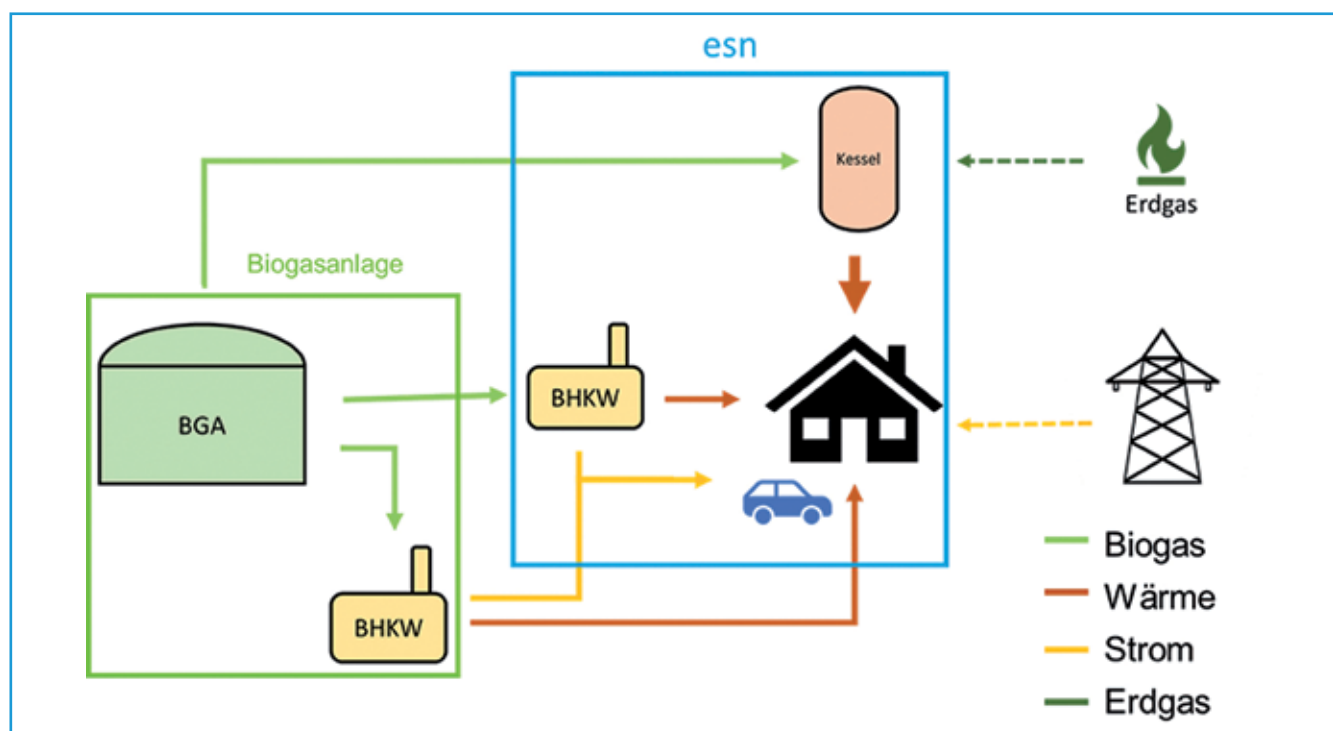 esn
Kessel
Erdgas
Biogasanlage
BGA
BHKW
BHKW
Biogas
Wärme
Strom
Erdgas